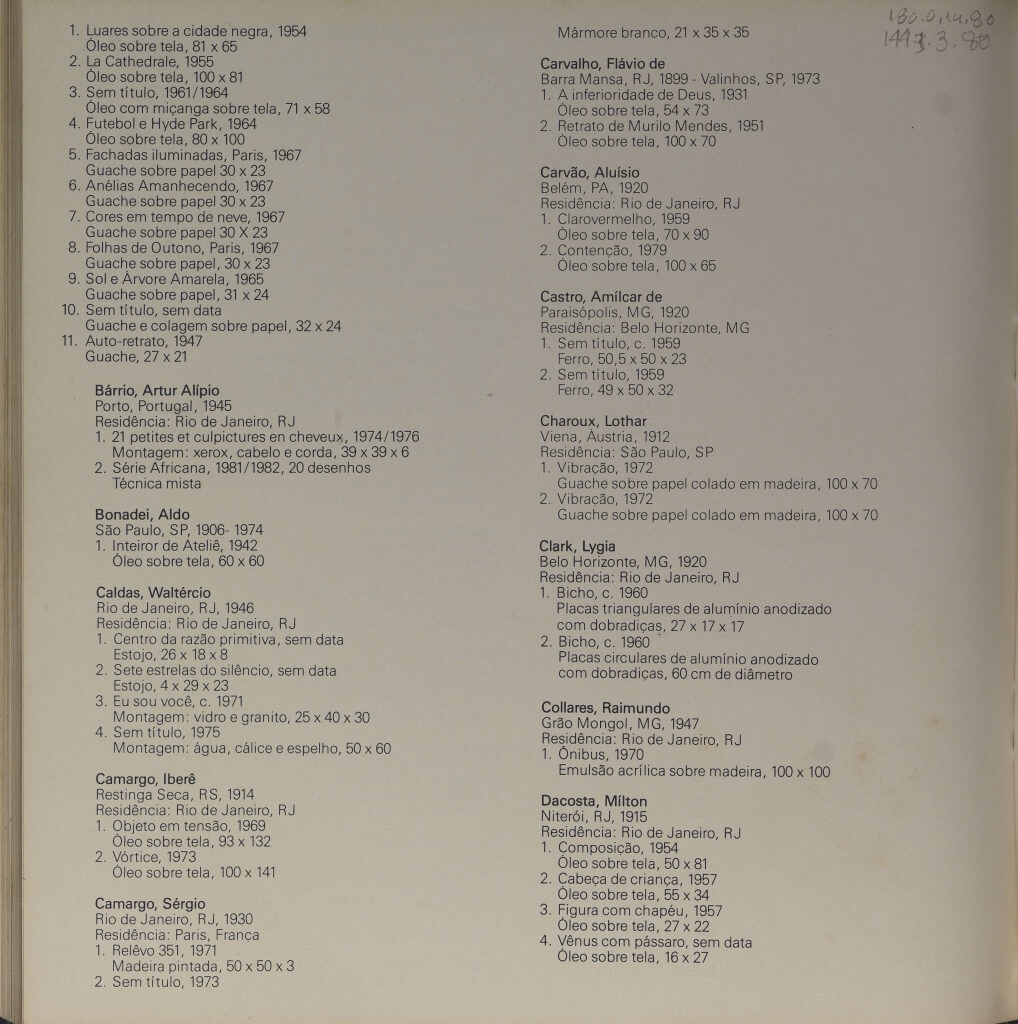 1. Luares sobre a cidade negra, 1954
Óleo sobre tela, 81 x 65
2. La Cathedrale, 1955
Óleo sobre tela, 100 x 81
3. Sem título, 1961/1964
Óleo com miçanga sobre tela, 71 x 58
4. Futebol e Hyde Park, 1964
Óleo sobre tela, 80 x 100
5. Fachadas iluminadas, Paris, 1967
Guache sobre papel 30 x 23
6. Anélias Amanhecendo, 1967
Guache sobre papel 30 x 23
7. Cores em tempo de neve, 1967
Guache sobre papel 30 X 23
8. Folhas de Outono, Paris, 1967
Guache sobre papel, 30 x 23
9. Sol e Árvore Amarela, 1965
Guache sobre papel, 31 x 24
10. Sem título, sem data
Guache e colagem sobre papel, 32 x 24
11. Auto-retrato, 1947
Guache, 27 x 21
Bárrio, Artur Alípio
Porto, Portugal, 1945
Residência: Rio de Janeiro, RJ
1. 21 petites et culpictures en cheveux, 1974/1976
Montagem: xerox, cabelo e corda, 39 x 39 x 6
2. Série Africana, 1981/1982, 20 desenhos
Técnica mista
Bonadei, Aldo
São Paulo, SP, 1906- 1974
1. Inteiror de Ateliê, 1942
Óleo sobre tela, 60 x 60
Caldas, Waltércio
Rio de Janeiro, RJ, 1946
Residência: Rio de Janeiro, RJ
1. Centro da razão primitiva, sem data
Estojo, 26 x 18 x 8
2. Sete estrelas do silêncio, sem data
Estojo, 4 x 29 x 23
3. Eu sou você, c. 1971
Montagem: vidro e granito, 25 x 40 x 30
4. Sem título, 1975
Montagem: água, cálice e espelho, 50 x 60
Camargo, Iberê
Restinga Seca, RS, 1914
Residência: Rio de Janeiro, RJ
1. Objeto em tensão, 1969
Óleo sobre tela, 93 x 132
2. Vórtice, 1973
Óleo sobre tela, 100 x 141
Camargo, Sérgio
Rio de Janeiro, RJ, 1930
Residência: Paris, França
1. Relêvo 351, 1971
Madeira pintada, 50 x 50 x 3
2. Sem título, 1973
Mármore branco, 21 x 35 x 35
Carvalho, Flávio de
Barra Mansa, RJ, 1899 - Valinhos, SP, 1973
1. A inferioridade de Deus, 1931
Óleo sobre tela, 54 x 73
2. Retrato de Murilo Mendes, 1951
Óleo sobre tela, 100 x 70
Carvão, Aluísio
Belém, PA, 1920
Residência: Rio de Janeiro, RJ
1. Clarovermelho, 1959
Óleo sobre tela, 70 x 90
2. Contenção, 1979
Óleo sobre tela, 100 x 65
Castro, Amílcar de
Paraisópolis, MG, 1920
Residência: Belo Horizonte, MG
1. Sem título, c. 1959
Ferro, 50,5 x 50 x 23
2. Sem título, 1959
Ferro, 49 x 50 x 32
Charoux, Lothar
Viena, Áustria, 1912
Residência: São Paulo, SP
1. Vibração, 1972
Guache sobre papel colado em madeira, 100 x 70
2. Vibração, 1972
Guache sobre papel colado em madeira, 100 x 70
Clark, Lygia
Belo Horizonte, MG, 1920
Residência: Rio de Janeiro, RJ
1. Bicho, c. 1960
Placas triangulares de alumínio anodizado
com dobradiças, 27 x 17 x 17
2. Bicho, c. 1960
Placas circulares de alumínio anodizado
com dobradiças, 60 cm de diâmetro
Collares, Raimundo
Grão Mongol, MG, 1947
Residência: Rio de Janeiro, RJ
1. Ônibus, 1970
Emulsão acrílica sobre madeira, 100 x 100
Dacosta, Mílton
Niterói, RJ, 1915
Residência: Rio de Janeiro, RJ
1. Composição, 1954
Óleo sobre tela, 50 x 81
2. Cabeça de criança, 1957
Óleo sobre tela, 55 x 34
3. Figura com chapéu, 1957
Óleo sobre tela, 27 x 22
4. Vênus com pássaro, sem data
Óleo sobre tela, 16 x 27